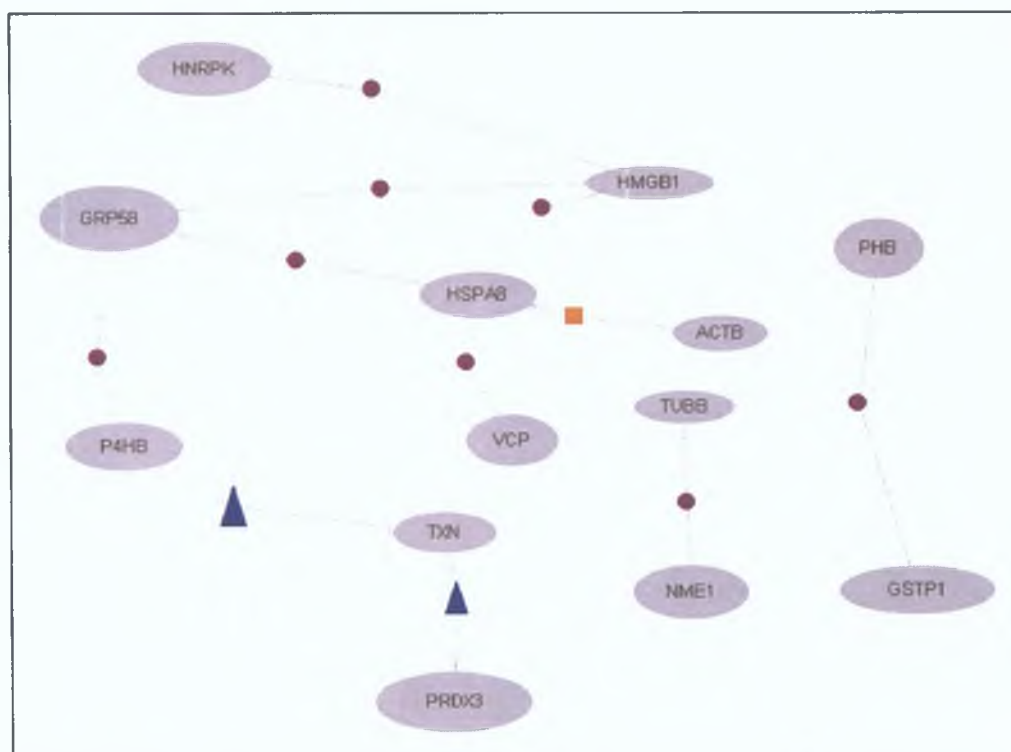 HNRPK
HMGB1
GRP58
PHB
HSPA8
ACTB
TUBB
P4HB
VCP
TXN
NME1
GSTP1
PRDX3